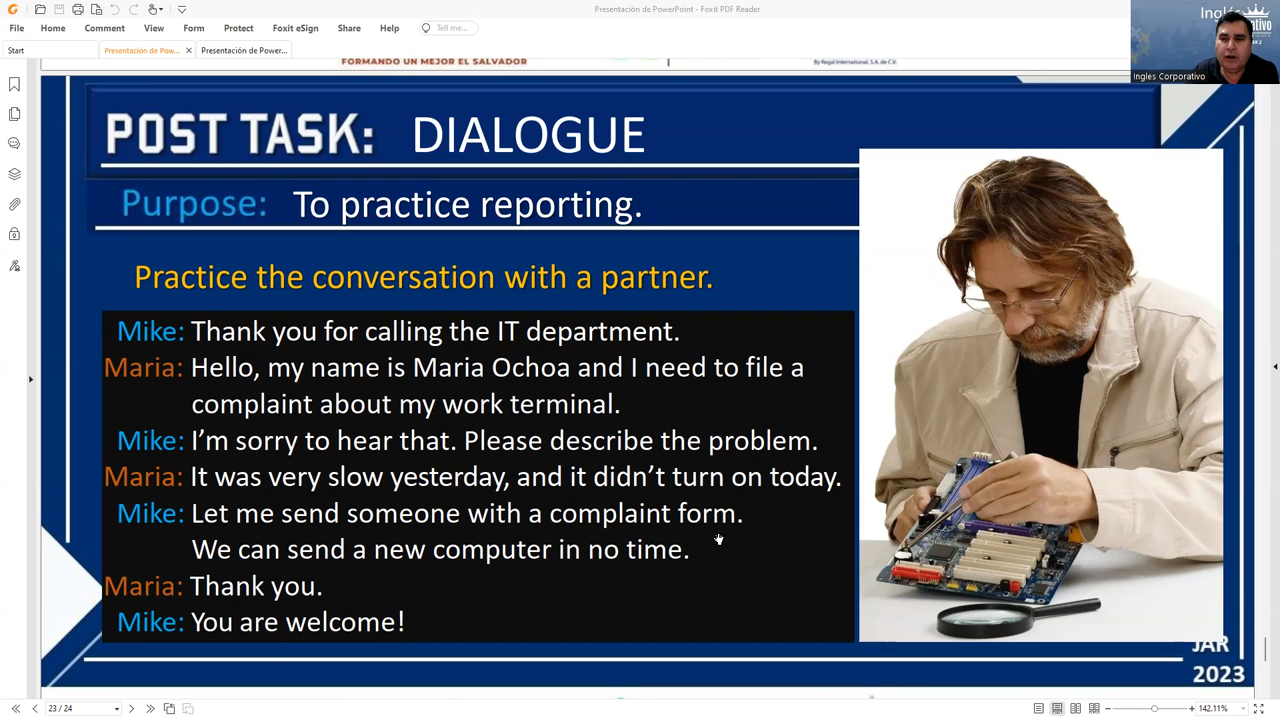 Presentación de PowerPoint - Foxit PDF Reader
File Home Comment View Form Protect Foxit eSign Share Help Tell me...
Start Presentación de Pow... Presentación de Power...
FORMANDO UN MEJOR EL SALVADOR
By Regal International, S.A. de C.V.
Ingles Corporativo
POST TASK: DIALOGUE
Purpose: To practice reporting.
Practice the conversation with a partner.
Mike: Thank you for calling the IT department.
Maria: Hello, my name is Maria Ochoa and I need to file a
complaint about my work terminal.
Mike: I’m sorry to hear that. Please describe the problem.
Maria: It was very slow yesterday, and it didn’t turn on today.
Mike: Let me send someone with a complaint form.
We can send a new computer in no time.
Maria: Thank you.
Mike: You are welcome!
JAR
2023
23 / 24
142.11%